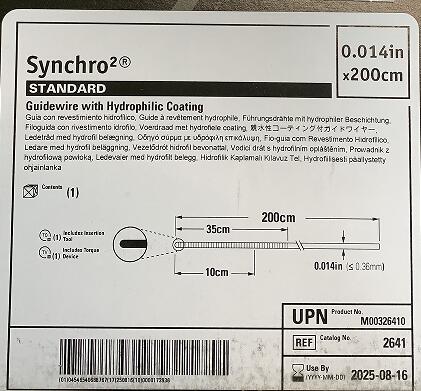 Synchro²®
0.014in
x200cm
STANDARD
Guidewire with Hydrophilic Coating
Guia con revestimiento hidrofílico, Guide à revêtement hydrophile, Führungsdrähte mit hydrophiler Beschichtung,
Filoguida con rivestimento idrofilo, Voerdraad met hydrofiele coating, 親水性コーティング付ガイドワイヤー,
Ledetråd med hydrofil belægning, Οδηγό σύρμα με υδρόφιλη επικάλυψη, Fio-guia com Revestimento Hidrofílico,
Ledare med hydrofil beläggning, Vezetődrót hidrofil bevonattal, Vodicí drát s hydrofilním opláštěním, Prowadnik z
hydrofilową powłoką, Ledevaier med hydrofilt belegg, Hidrofilik Kaplamalı Kılavuz Tel, Hydrofiilisesti päällystetty
ohjainlanka
Contents (1)
200cm
35cm
(1) Includes Insertion
Tool
(1) Includes Torque
Device
10cm
0.014in (≤ 0.36mm)
UPN Product No.
M00326410
REF Catalog No.
2641
Use By
(YYYY-MM-DD) 2025-08-16